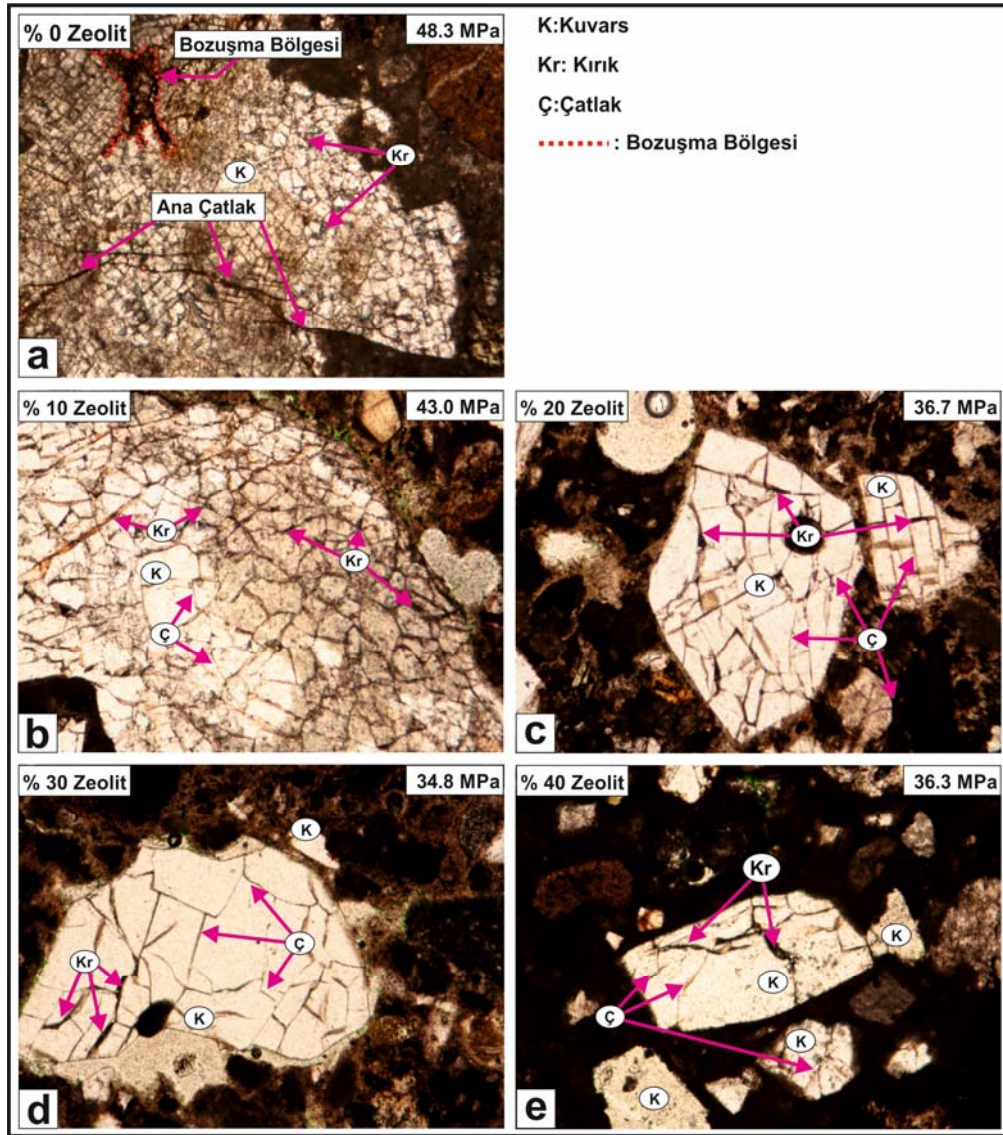 % 0 Zeolit
48.3 MPa
Bozuşma Bölgesi
Kr
K
Ana Çatlak
a
K:Kuvars
Kr: Kırık
Ç:Çatlak
: Bozuşma Bölgesi
% 10 Zeolit
43.0 MPa
Kr
Kr
K
Ç
b
% 20 Zeolit
36.7 MPa
K
Kr
K
Ç
c
% 30 Zeolit
34.8 MPa
K
Ç
Kr
K
d
% 40 Zeolit
36.3 MPa
Kr
K
K
Ç
K
K
e